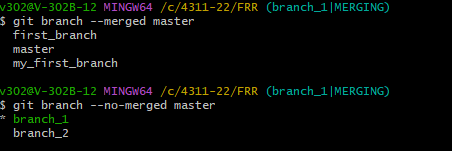 v302@V-302B-12 MINGW64 /c/4311-22/FRR (branch_1|MERGING)
$ git branch --merged master
  first_branch
  master
  my_first_branch

v302@V-302B-12 MINGW64 /c/4311-22/FRR (branch_1|MERGING)
$ git branch --no-merged master
* branch_1
  branch_2